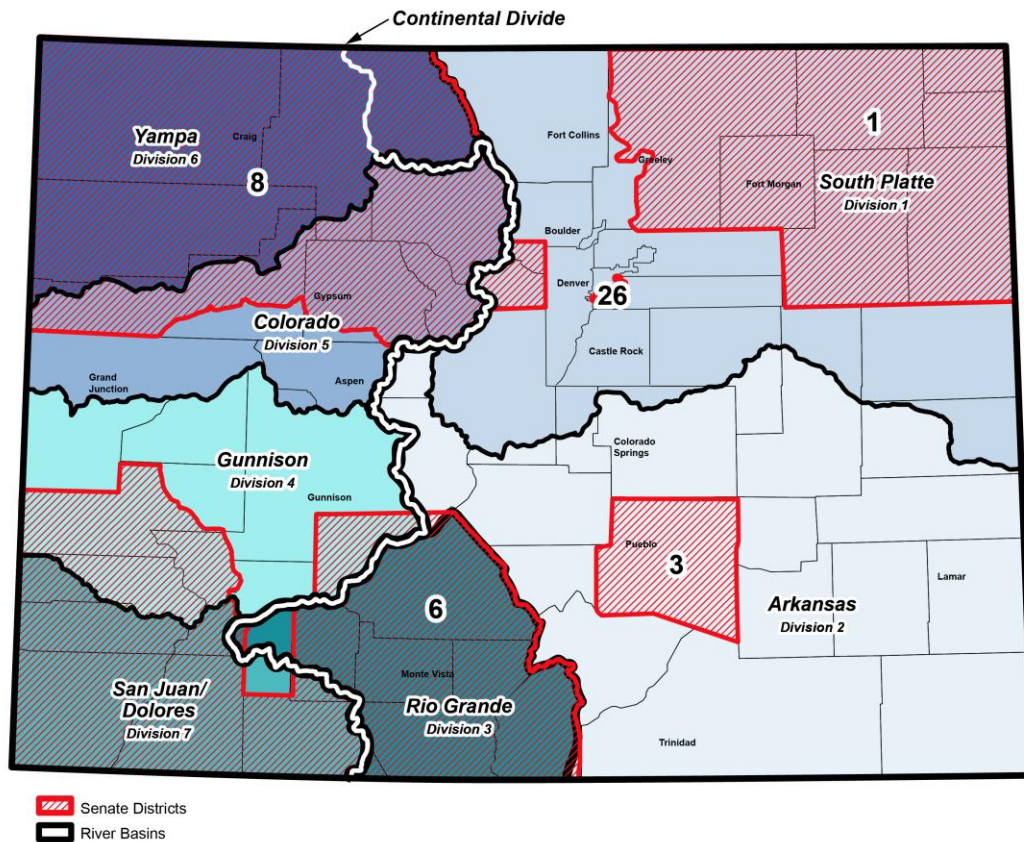 Continental Divide
Yampa
Division 6
Craig
8
Fort Collins
1
Greeley
Fort Morgan
South Platte
Division 1
Boulder
Denver
26
Gypsum
Colorado
Division 5
Castle Rock
Grand
Junction
Aspen
Gunnison
Division 4
Gunnison
Colorado
Springs
Pueblo
3
Lamar
Arkansas
Division 2
6
Monte Vista
San Juan/
Dolores
Division 7
Rio Grande
Division 3
Trinidad
Senate Districts
River Basins